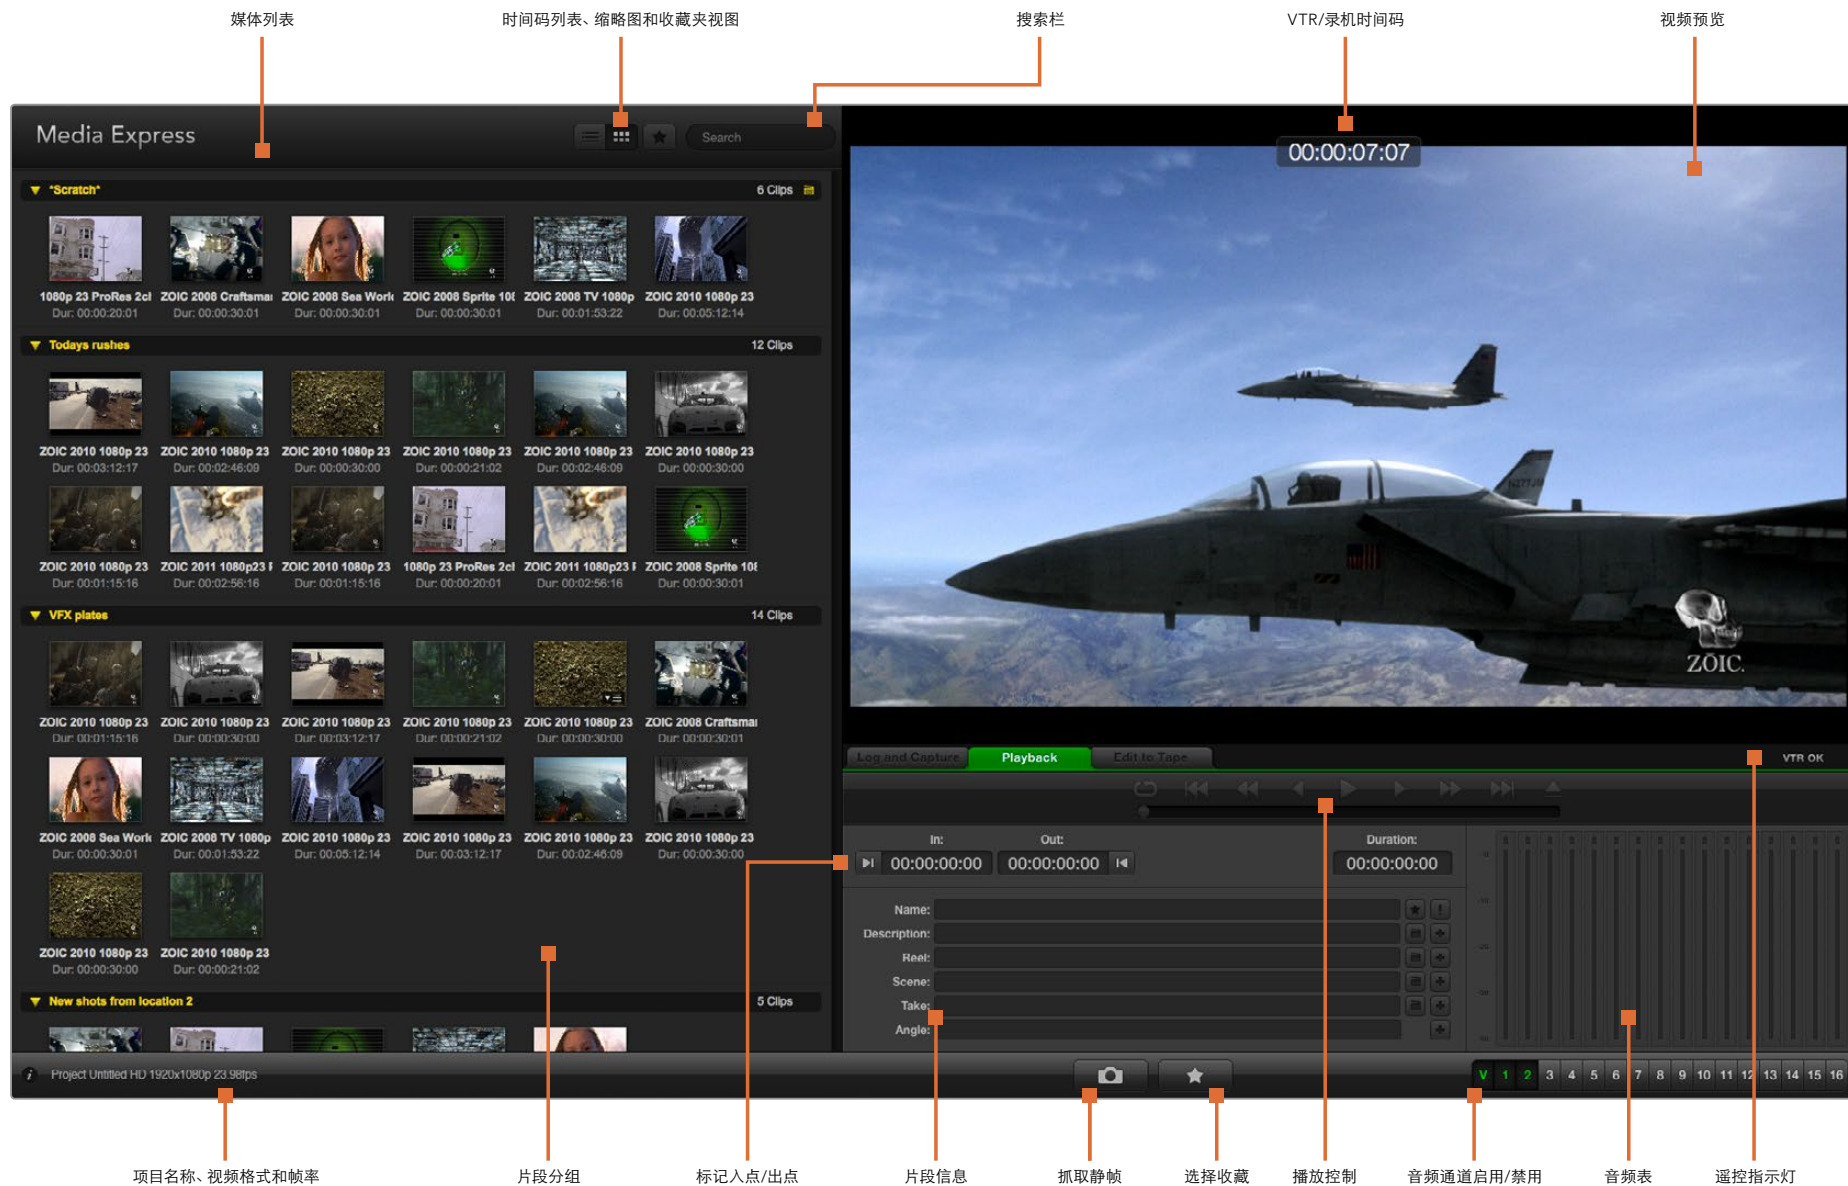 媒体列表
时间码列表、缩略图和收藏夹视图
搜索栏
VTR/录机时间码
视频预览
Media Express
Search
00:00:07:07
*Scratch*
6 Clips
1080p 23 ProRes 2cl
ZOIC 2008 Craftsma
ZOIC 2008 Sea World
ZOIC 2008 Sprite 108
ZOIC 2008 TV 1080p
ZOIC 2010 1080p 23
Dur: 00:00:20:01
Dur: 00:00:30:01
Dur: 00:00:30:01
Dur: 00:00:30:01
Dur: 00:01:53:22
Dur: 00:05:12:14
Todays rushes
12 Clips
ZOIC 2010 1080p 23
ZOIC 2010 1080p 23
ZOIC 2010 1080p 23
ZOIC 2010 1080p 23
ZOIC 2010 1080p 23
ZOIC 2010 1080p 23
Dur: 00:03:12:17
Dur: 00:02:46:09
Dur: 00:00:30:00
Dur: 00:00:21:02
Dur: 00:02:46:09
Dur: 00:00:30:00
ZOIC 2010 1080p 23
ZOIC 2011 1080p23 F
ZOIC 2010 1080p 23
1080p 23 ProRes 2cl
ZOIC 2011 1080p23 F
ZOIC 2008 Sprite 108
Dur: 00:01:15:16
Dur: 00:02:56:16
Dur: 00:01:15:16
Dur: 00:00:20:01
Dur: 00:02:56:16
Dur: 00:00:30:01
VFX plates
14 Clips
ZOIC 2010 1080p 23
ZOIC 2010 1080p 23
ZOIC 2010 1080p 23
ZOIC 2010 1080p 23
ZOIC 2010 1080p 23
ZOIC 2008 Craftsma
Dur: 00:01:15:16
Dur: 00:00:30:00
Dur: 00:03:12:17
Dur: 00:00:21:02
Dur: 00:00:30:00
Dur: 00:00:30:01
ZOIC 2008 Sea World
ZOIC 2008 TV 1080p
ZOIC 2010 1080p 23
ZOIC 2010 1080p 23
ZOIC 2010 1080p 23
ZOIC 2010 1080p 23
Dur: 00:00:30:01
Dur: 00:01:53:22
Dur: 00:05:12:14
Dur: 00:03:12:17
Dur: 00:02:46:09
Dur: 00:00:30:00
ZOIC 2010 1080p 23
ZOIC 2010 1080p 23
Dur: 00:00:30:00
Dur: 00:00:21:02
New shots from location 2
5 Clips
Project Untitled HD 1920x1080p 23.98fps
ZŌIC.
Log and Capture
Playback
Edit to Tape
VTR OK
In:
Out:
Duration:
00:00:00:00
00:00:00:00
00:00:00:00
Name:
Description:
Reel:
Scene:
Take:
Angle:
V 1 2 3 4 5 6 7 8 9 10 11 12 13 14 15 16
项目名称、视频格式和帧率
片段分组
标记入点/出点
片段信息
抓取静帧
选择收藏
播放控制
音频通道启用/禁用
音频表
遥控指示灯